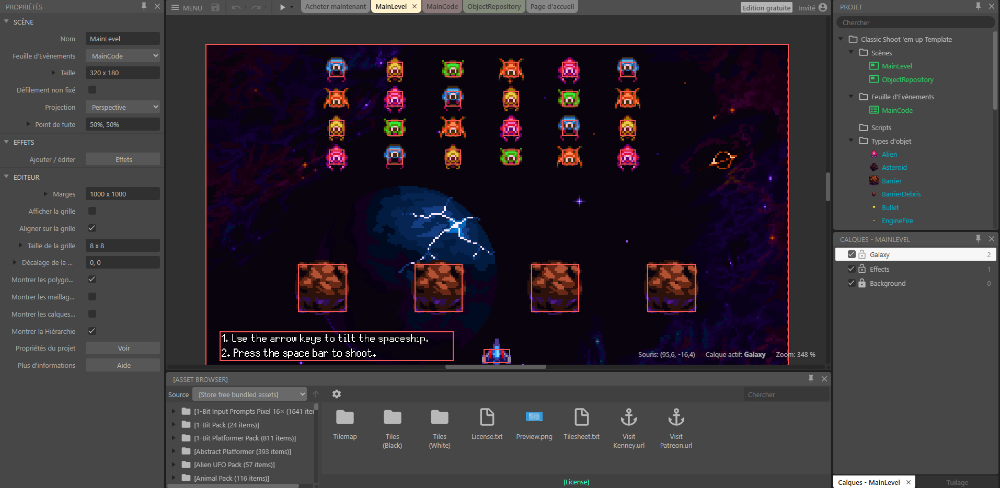 PROPRIÉTÉS
SCÈNE
Nom MainLevel
Feuille d'Evènements MainCode
Taille 320 x 180
Défilement non fixé
Projection Perspective
Point de fuite 50%, 50%
EFFETS
Ajouter / éditer Effets
EDITEUR
Marges 1000 x 1000
Afficher la grille
Aligner sur la grille
Taille de la grille 8 x 8
Décalage de la ... 0, 0
Montrer les polygo...
Montrer les maillag...
Montrer les calques...
Montrer la Hiérarchie
Propriétés du projet Voir
Plus d'informations Aide
MENU
Acheter maintenant
MainLevel
MainCode
ObjectRepository
Page d'accueil
Edition gratuite
Invité
1. Use the arrow keys to tilt the spaceship.
2. Press the space bar to shoot.
Souris: (95,6, -16,4) Calque actif: Galaxy Zoom: 348 %
[ASSET BROWSER]
Source [Store free bundled assets]
Chercher
[1-Bit Input Prompts Pixel 16× (1641 iter
[1-Bit Pack (24 items)]
[1-Bit Platformer Pack (811 items)]
[Abstract Platformer (393 items)]
[Alien UFO Pack (57 items)]
[Animal Pack (116 items)]
Tilemap
Tiles
(Black)
Tiles
(White)
License.txt
Preview.png
Tilesheet.txt
Visit
Kenney.url
Visit
Patreon.url
[License]
PROJET
Chercher
Classic Shoot 'em up Template
Scènes
MainLevel
ObjectRepository
Feuille d'Evènements
MainCode
Scripts
Types d'objet
Alien
Asteroid
Barrier
BarrierDebris
Bullet
EngineFire
CALQUES - MAINLEVEL
Galaxy 2
Effects 1
Background 0
Calques - MainLevel
Tuilage